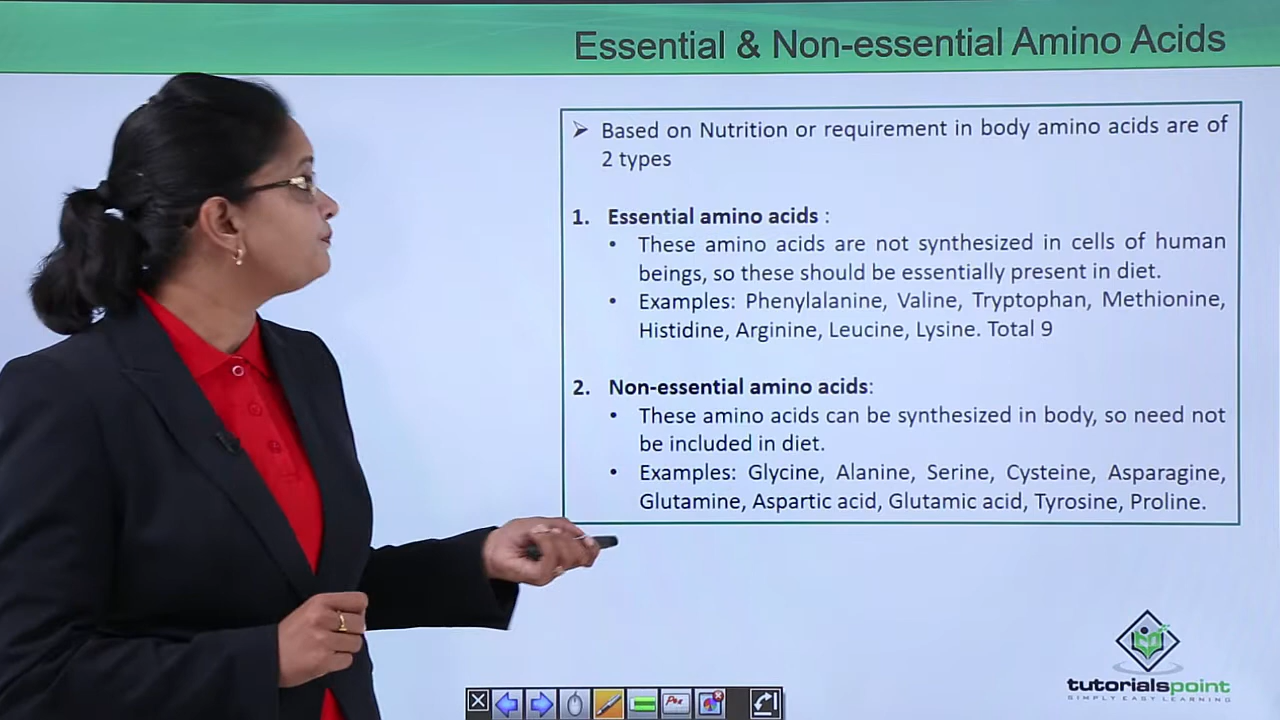 Essential & Non-essential Amino Acids
➢ Based on Nutrition or requirement in body amino acids are of
2 types
1. Essential amino acids :
• These amino acids are not synthesized in cells of human
beings, so these should be essentially present in diet.
• Examples: Phenylalanine, Valine, Tryptophan, Methionine,
Histidine, Arginine, Leucine, Lysine. Total 9
2. Non-essential amino acids:
• These amino acids can be synthesized in body, so need not
be included in diet.
• Examples: Glycine, Alanine, Serine, Cysteine, Asparagine,
Glutamine, Aspartic acid, Glutamic acid, Tyrosine, Proline.
tutorialspoint
SIMPLY EASY LEARNING